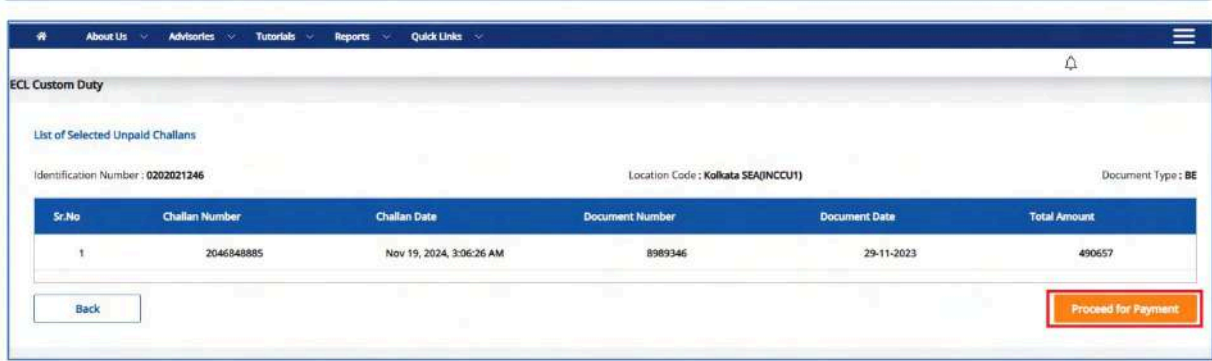 About Us Advisories Tutorials Reports Quick Links
ECL Custom Duty
List of Selected Unpaid Challans
Identification Number : 0202021246 Location Code : Kolkata SEA(INCCU1) Document Type : BE
Sr.No Challan Number Challan Date Document Number Document Date Total Amount
1 2046848885 Nov 19, 2024, 3:06:26 AM 8989346 29-11-2023 490657
Back Proceed for Payment